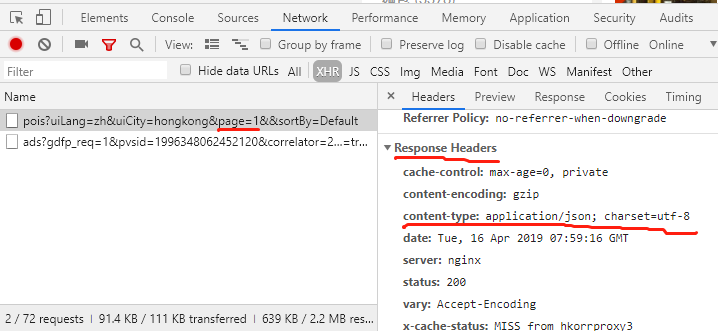 Elements Console Sources Network Performance Memory Application Security Audits
View: Group by frame Preserve log Disable cache Offline Online
Filter Hide data URLs All XHR JS CSS Img Media Font Doc WS Manifest Other
Name
pois?uiLang=zh&uiCity=hongkong&page=1&&sortBy=Default
ads?gdfp_req=1&pvsid=1996348062452120&correlator=2...=tr...
2 / 72 requests 91.4 KB / 111 KB transferred 639 KB / 2.2 MB res...
× Headers Preview Response Cookies Timing
Referrer Policy: no-referrer-when-downgrade
Response Headers
cache-control: max-age=0, private
content-encoding: gzip
content-type: application/json; charset=utf-8
date: Tue, 16 Apr 2019 07:59:16 GMT
server: nginx
status: 200
vary: Accept-Encoding
x-cache-status: MISS from hkorrproxy3